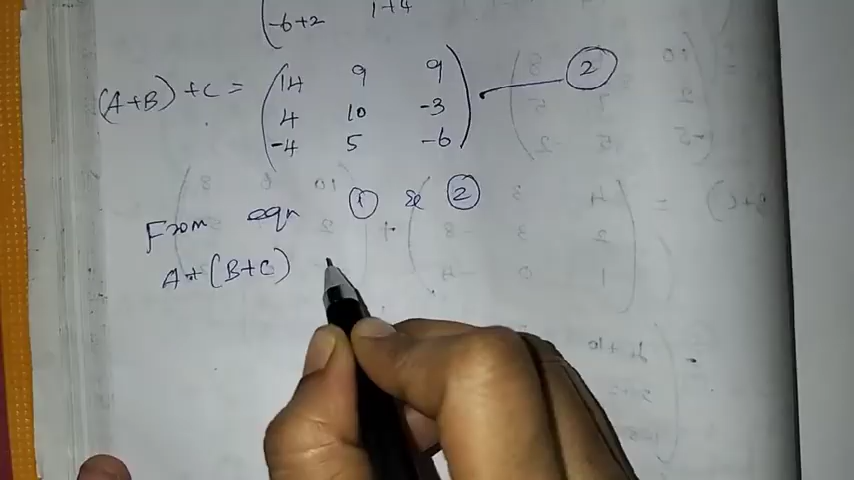 -6+2 1+4
(A+B)+C = (14 9 9
4 10 -3
-4 5 -6) ②
From eqn ① & ②
A+(B+C)